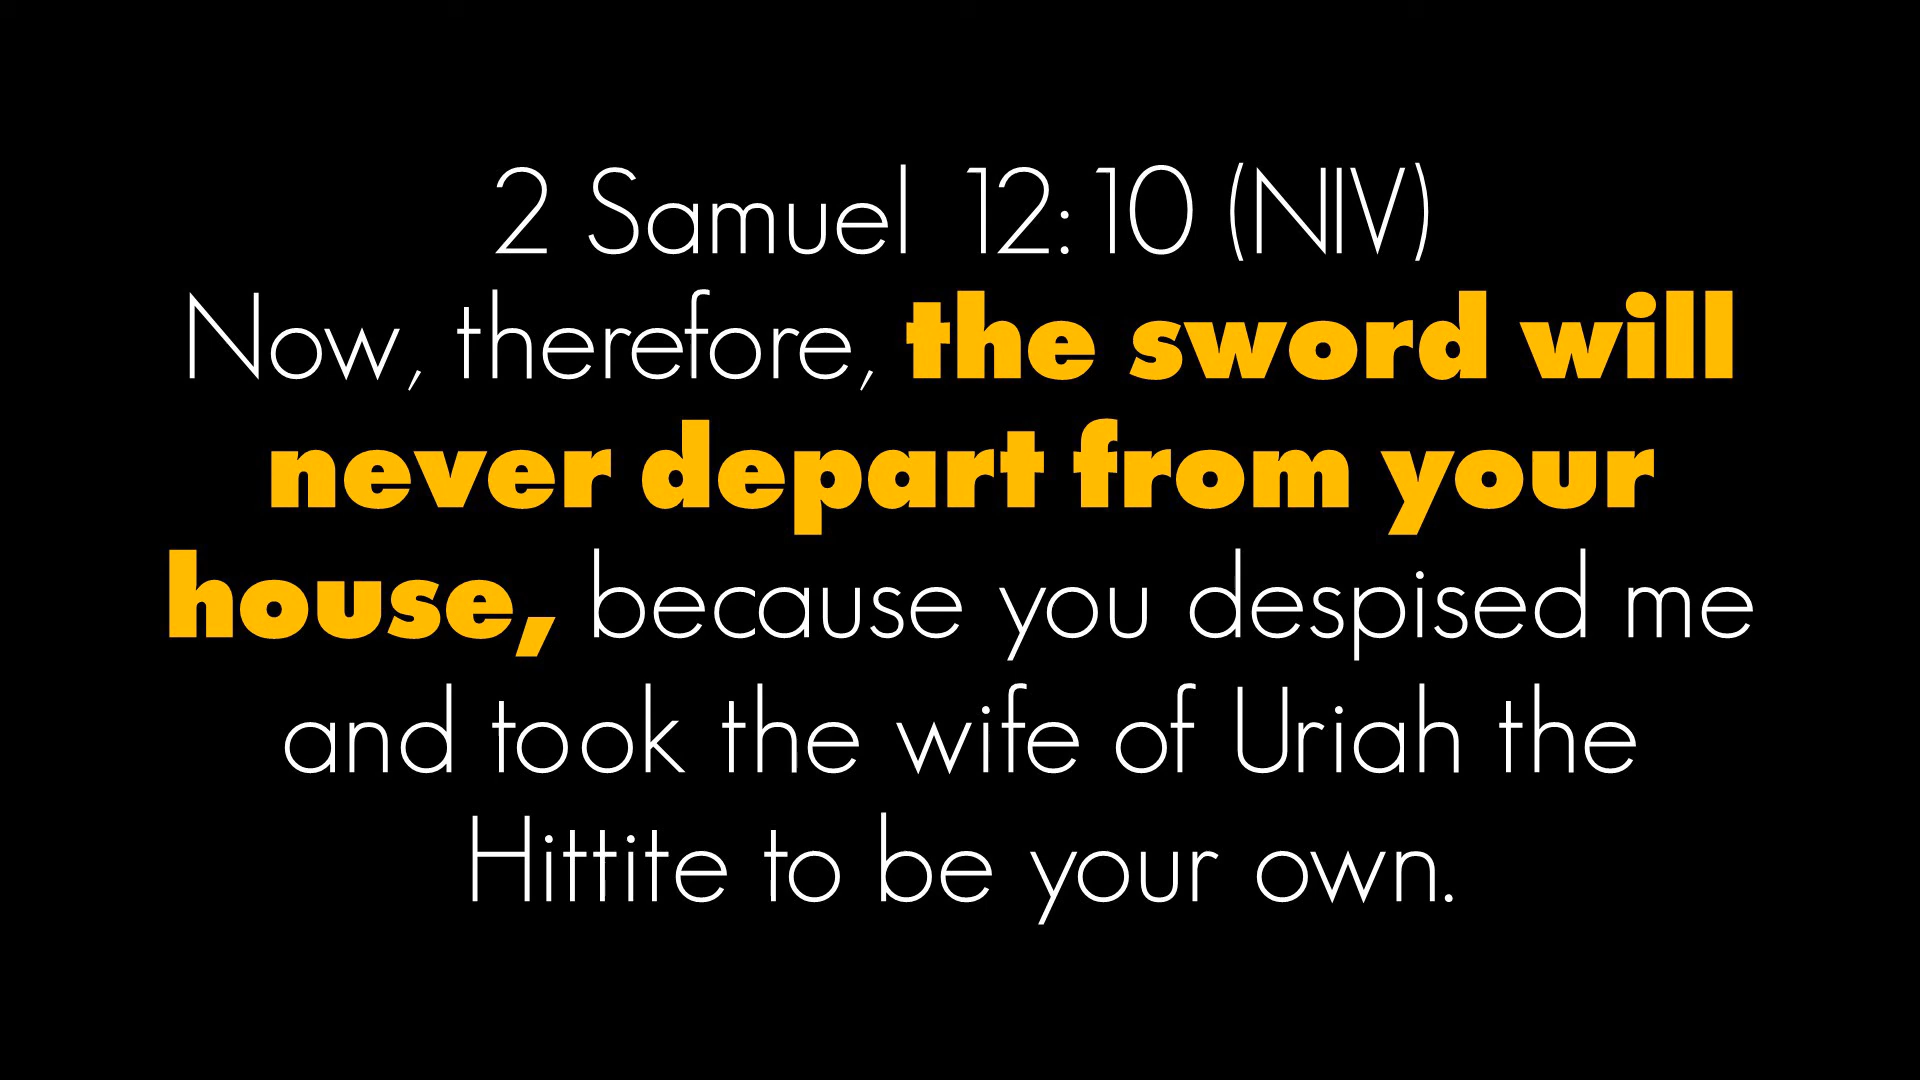 2 Samuel 12:10 (NIV)
Now, therefore, the sword will
never depart from your
house, because you despised me
and took the wife of Uriah the
Hittite to be your own.